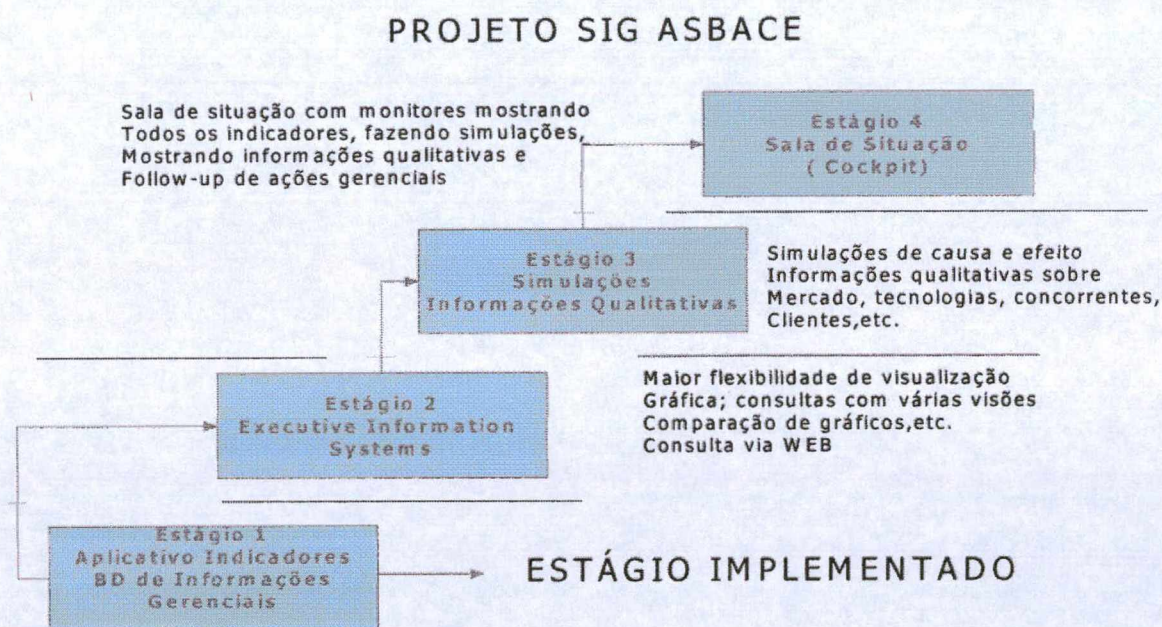 PROJETO SIG ASBACE
Sala de situação com monitores mostrando
Todos os indicadores, fazendo simulações,
Mostrando informações qualitativas e
Follow-up de ações gerenciais
Estágio 4
Sala de Situação
( Cockpit)
Estágio 3
Simulações
Informações Qualitativas
Simulações de causa e efeito
Informações qualitativas sobre
Mercado, tecnologias, concorrentes,
Clientes,etc.
Maior flexibilidade de visualização
Gráfica; consultas com várias visões
Comparação de gráficos,etc.
Consulta via WEB
Estágio 2
Executive Information
Systems
Estágio 1
Aplicativo Indicadores
BD de Informações
Gerenciais
ESTÁGIO IMPLEMENTADO